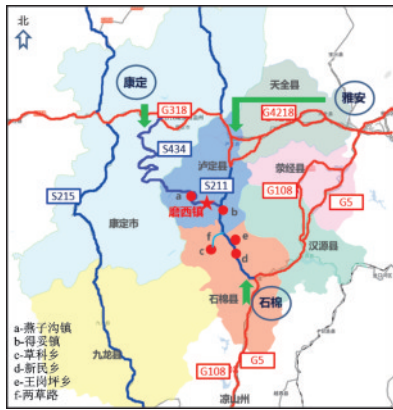 北
康定
天全县
雅安
G318
G4218
S434
泸定县
荥经县
S215
S211
G108
G5
a
磨西镇
b
康定市
f
e
汉源县
c
d
石棉县
石棉
a-燕子沟镇
b-得妥镇
c-草科乡
d-新民乡
e-王岗坪乡
f-两草路
九龙县
G5
G108
凉山州